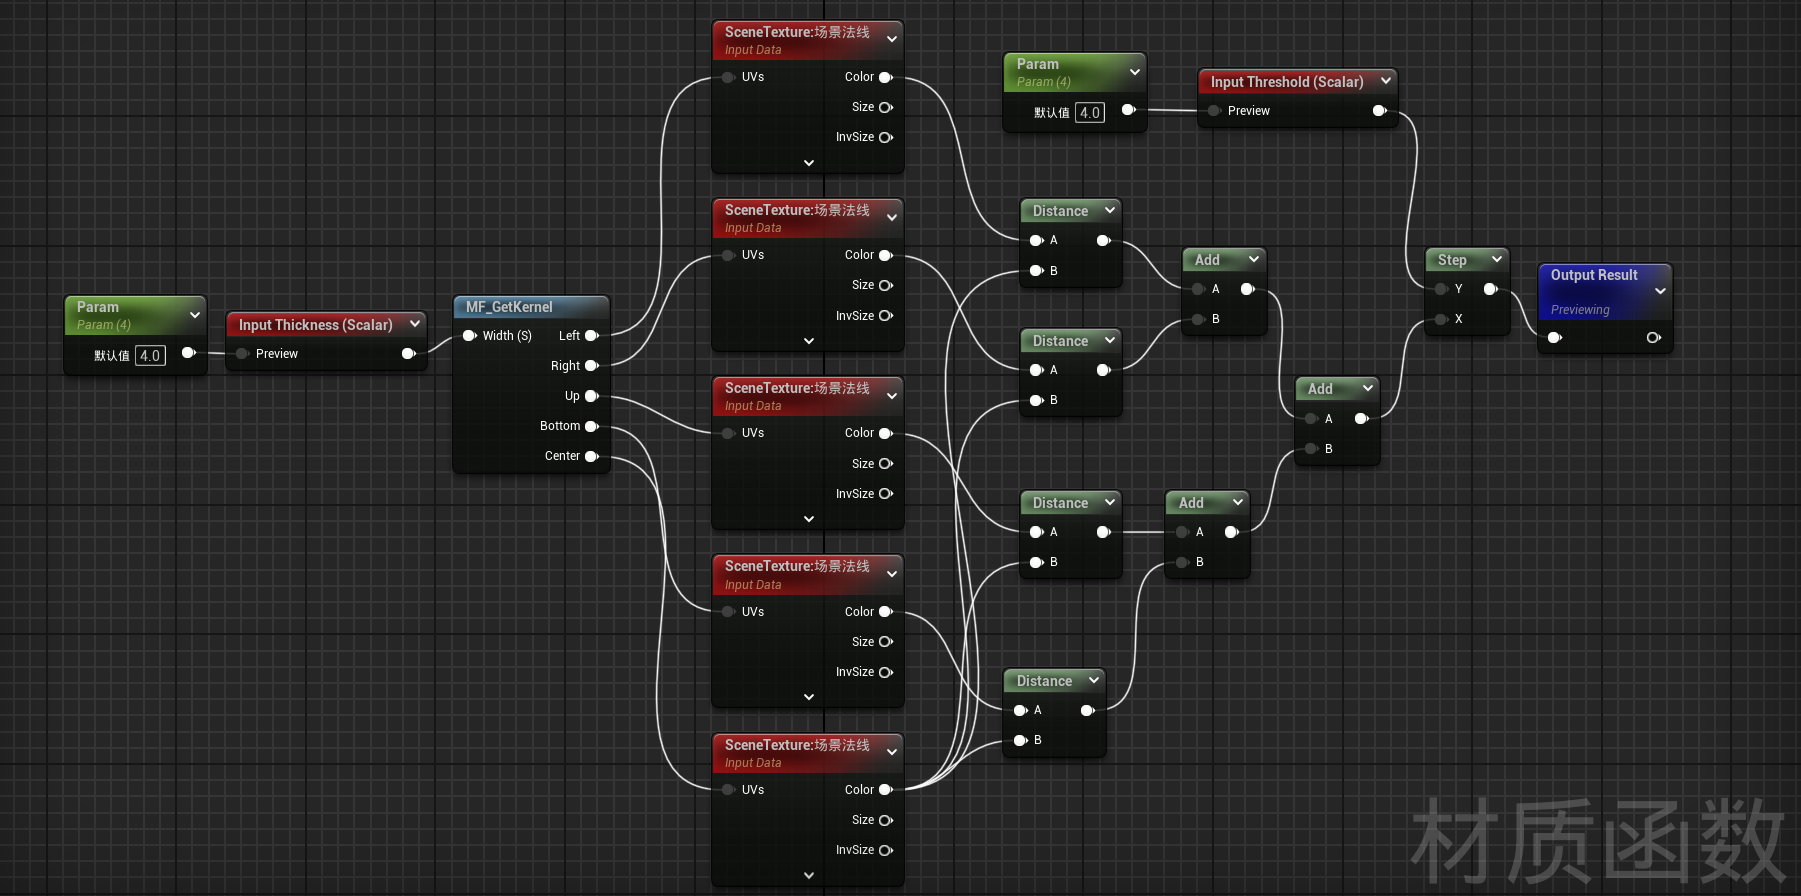 Param
Param (4)
默认值 4.0
Input Thickness (Scalar)
Preview
MF_GetKernel
Width (S) Left
Right
Up
Bottom
Center
SceneTexture:场景法线
Input Data
UVs Color
Size
InvSize
SceneTexture:场景法线
Input Data
UVs Color
Size
InvSize
SceneTexture:场景法线
Input Data
UVs Color
Size
InvSize
SceneTexture:场景法线
Input Data
UVs Color
Size
InvSize
SceneTexture:场景法线
Input Data
UVs Color
Size
InvSize
Param
Param (4)
默认值 4.0
Input Threshold (Scalar)
Preview
Distance
A
B
Distance
A
B
Distance
A
B
Distance
A
B
Add
A
B
Add
A
B
Add
A
B
Step
Y
X
Output Result
Previewing
材质函数